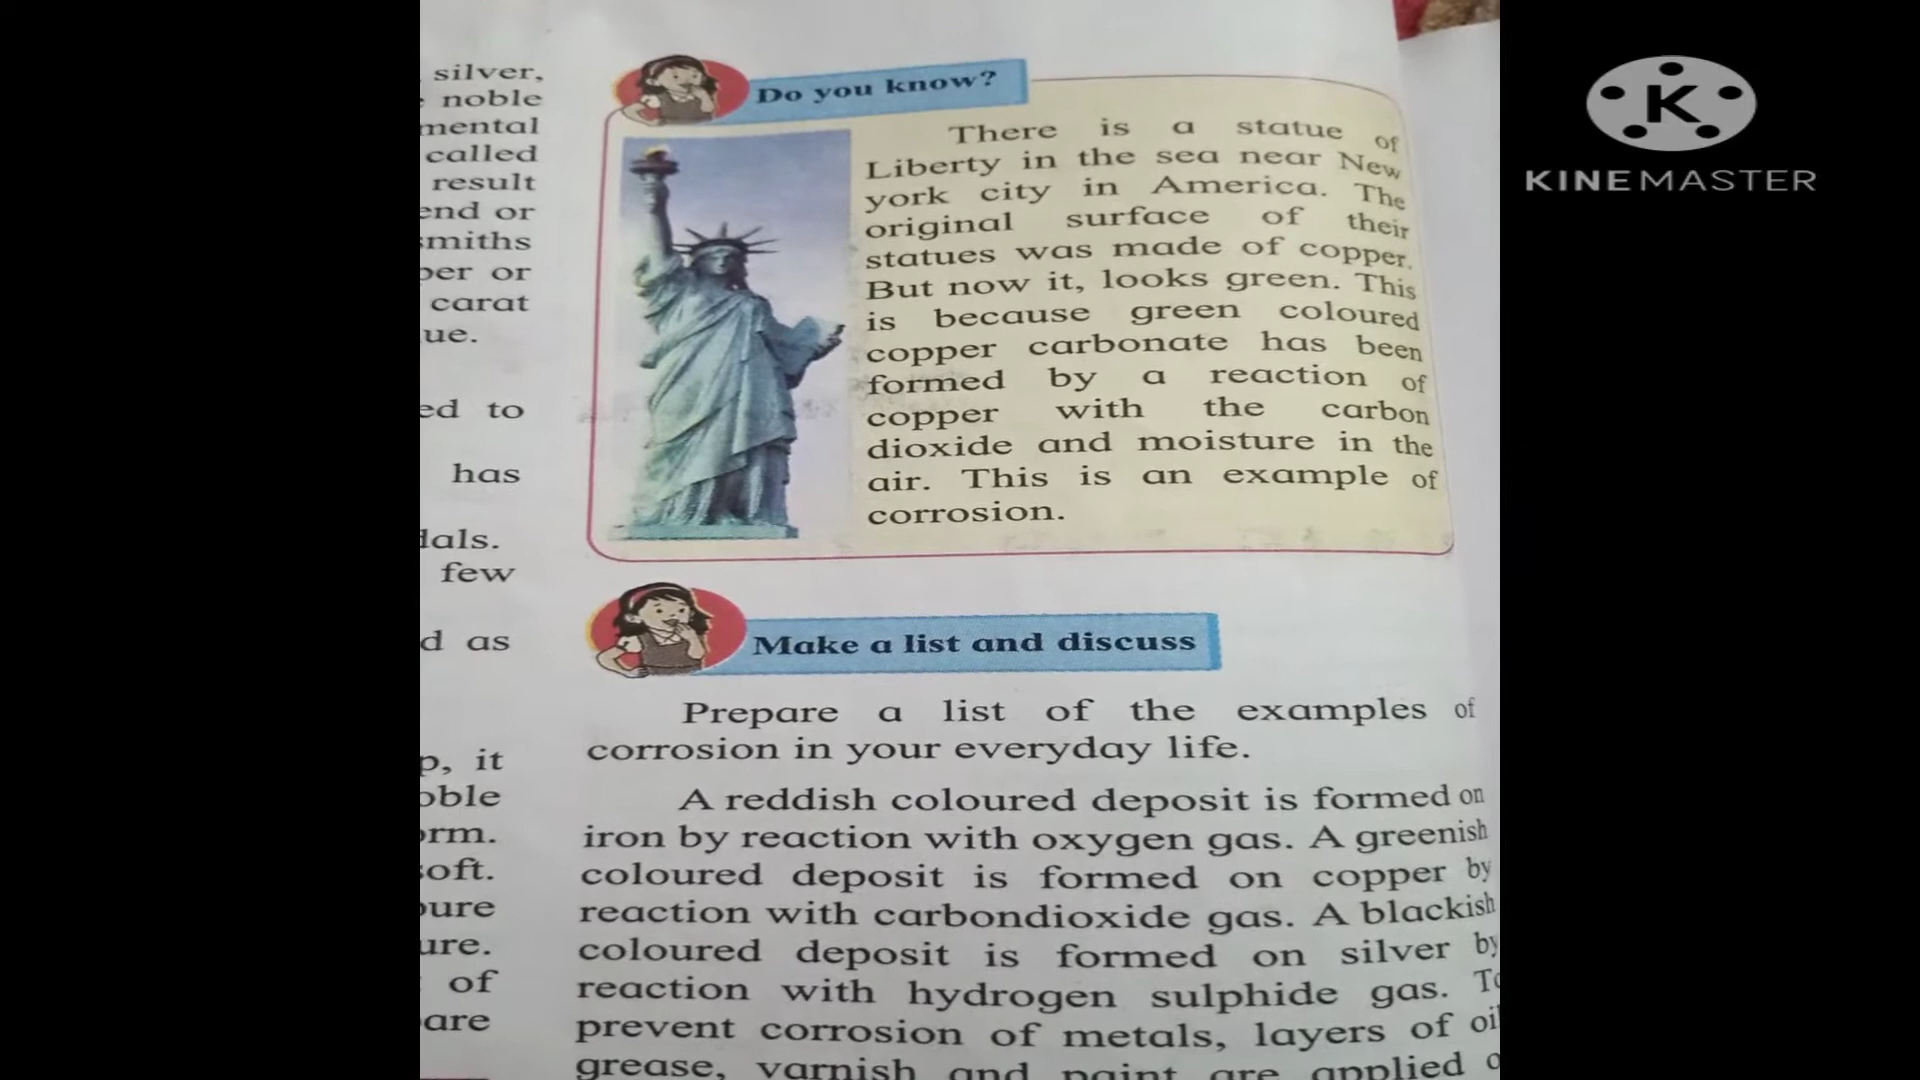 silver,
noble
mental
called
result
end or
smiths
per or
carat
ue.
ed to
has
dals.
few
d as
p, it
oble
orm.
soft.
pure
ure.
of
are
Do you know?
There is a statue of
Liberty in the sea near New
york city in America. The
original surface of their
statues was made of copper.
But now it, looks green. This
is because green coloured
copper carbonate has been
formed by a reaction of
copper with the carbon
dioxide and moisture in the
air. This is an example of
corrosion.
Make a list and discuss
Prepare a list of the examples of
corrosion in your everyday life.
A reddish coloured deposit is formed on
iron by reaction with oxygen gas. A greenish
coloured deposit is formed on copper by
reaction with carbondioxide gas. A blackish
coloured deposit is formed on silver by
reaction with hydrogen sulphide gas. To
prevent corrosion of metals, layers of oil
grease, varnish and paint are applied
K
KINEMASTER